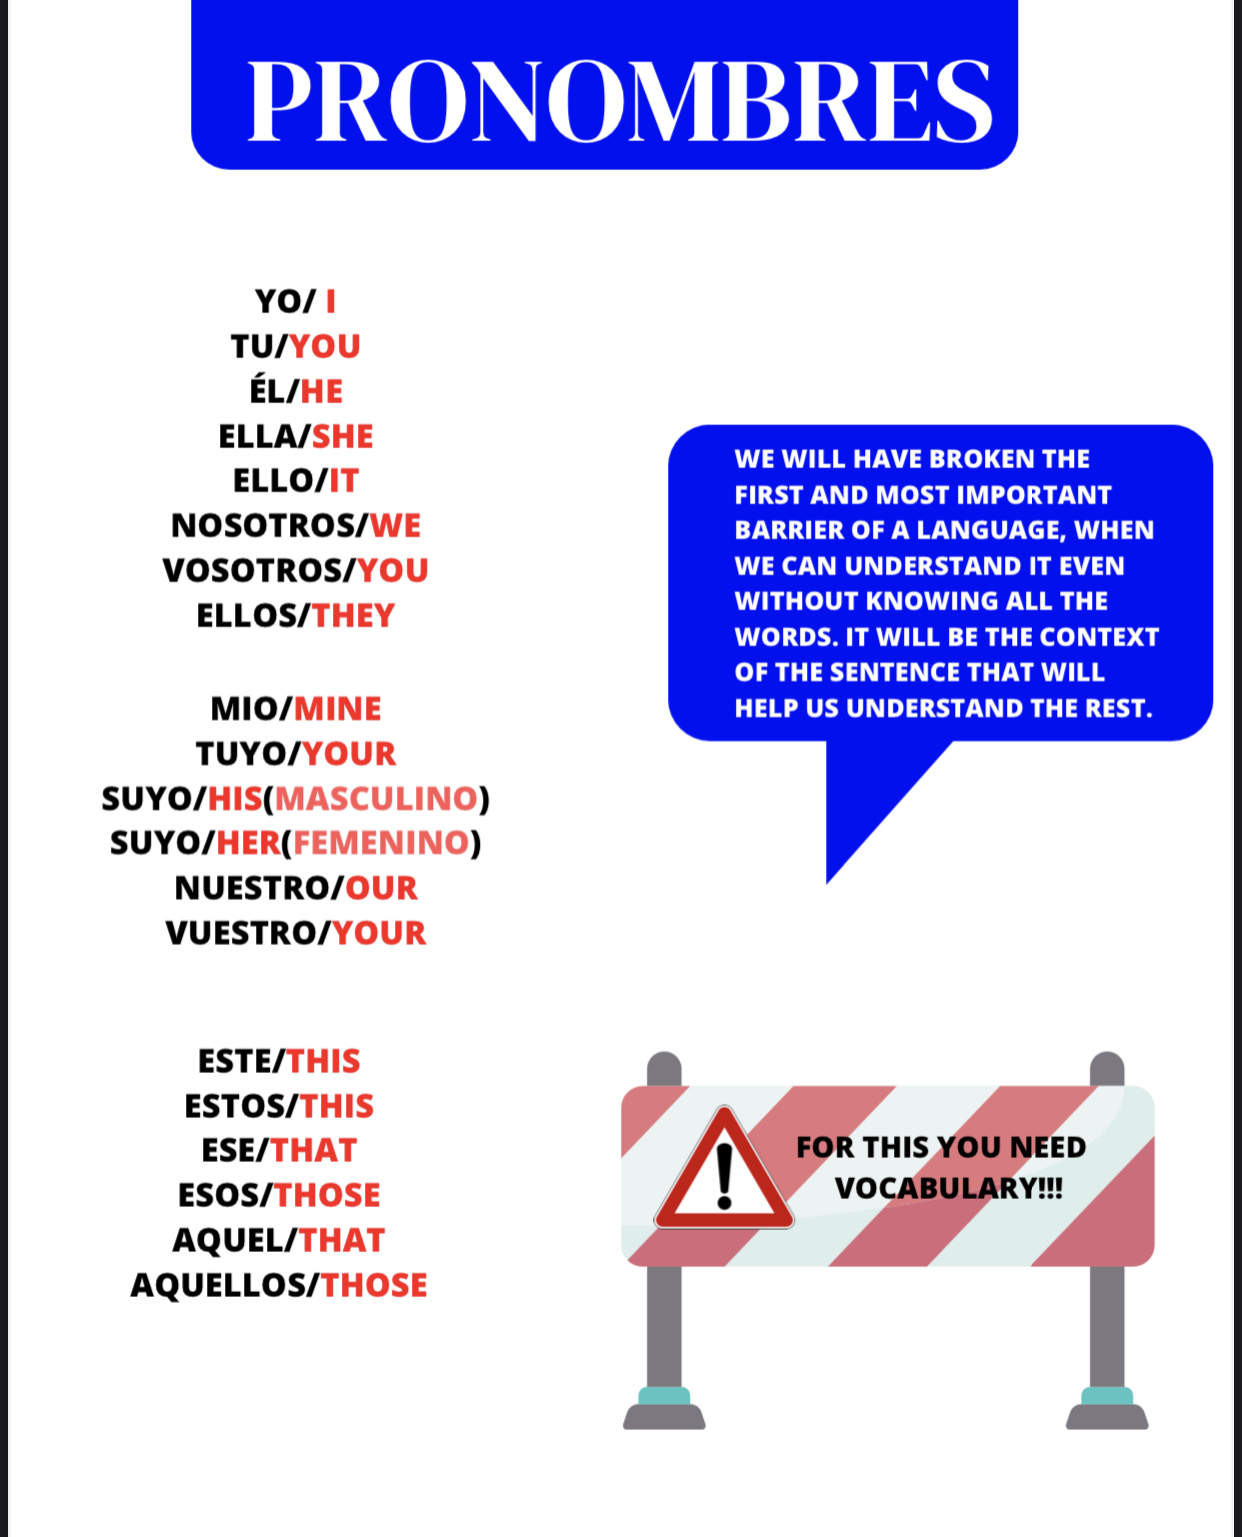 PRONOMBRES
YO/ I
TU/YOU
ÉL/HE
ELLA/SHE
ELLO/IT
NOSOTROS/WE
VOSOTROS/YOU
ELLOS/THEY
MIO/MINE
TUYO/YOUR
SUYO/HIS(MASCULINO)
SUYO/HER(FEMENINO)
NUESTRO/OUR
VUESTRO/YOUR
ESTE/THIS
ESTOS/THIS
ESE/THAT
ESOS/THOSE
AQUEL/THAT
AQUELLOS/THOSE
WE WILL HAVE BROKEN THE
FIRST AND MOST IMPORTANT
BARRIER OF A LANGUAGE, WHEN
WE CAN UNDERSTAND IT EVEN
WITHOUT KNOWING ALL THE
WORDS. IT WILL BE THE CONTEXT
OF THE SENTENCE THAT WILL
HELP US UNDERSTAND THE REST.
FOR THIS YOU NEED
VOCABULARY!!!